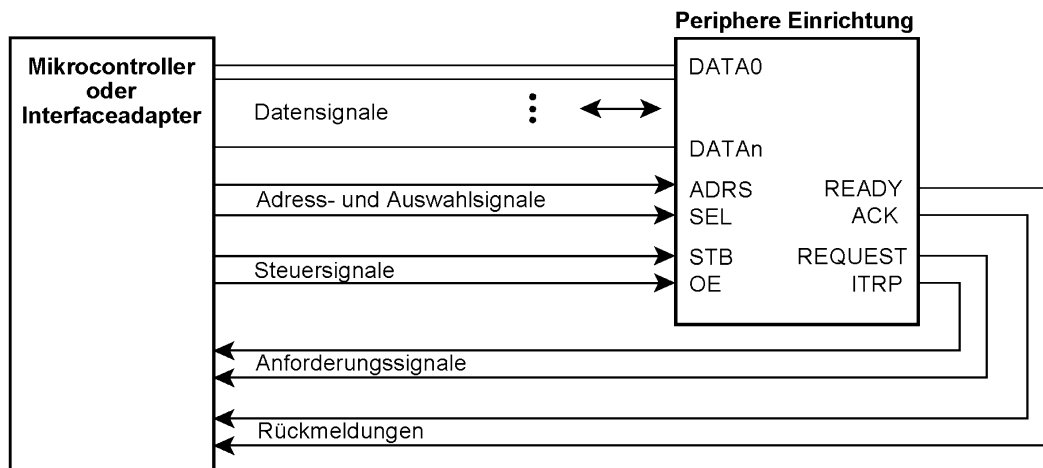 Periphere Einrichtung
Mikrocontroller
oder
Interfaceadapter
DATA0
Datensignale
DATAn
ADRS
READY
Adress- und Auswahlsignale
SEL
ACK
STB
REQUEST
Steuersignale
OE
ITRP
Anforderungssignale
Rückmeldungen